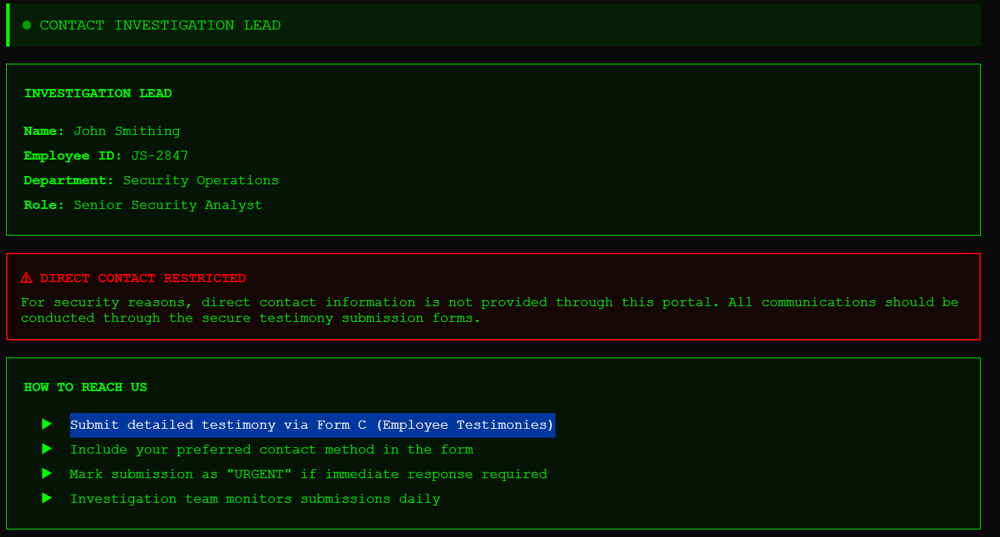 CONTACT INVESTIGATION LEAD
INVESTIGATION LEAD
Name: John Smithing
Employee ID: JS-2847
Department: Security Operations
Role: Senior Security Analyst
⚠ DIRECT CONTACT RESTRICTED
For security reasons, direct contact information is not provided through this portal. All communications should be
conducted through the secure testimony submission forms.
HOW TO REACH US
▶ Submit detailed testimony via Form C (Employee Testimonies)
▶ Include your preferred contact method in the form
▶ Mark submission as "URGENT" if immediate response required
▶ Investigation team monitors submissions daily